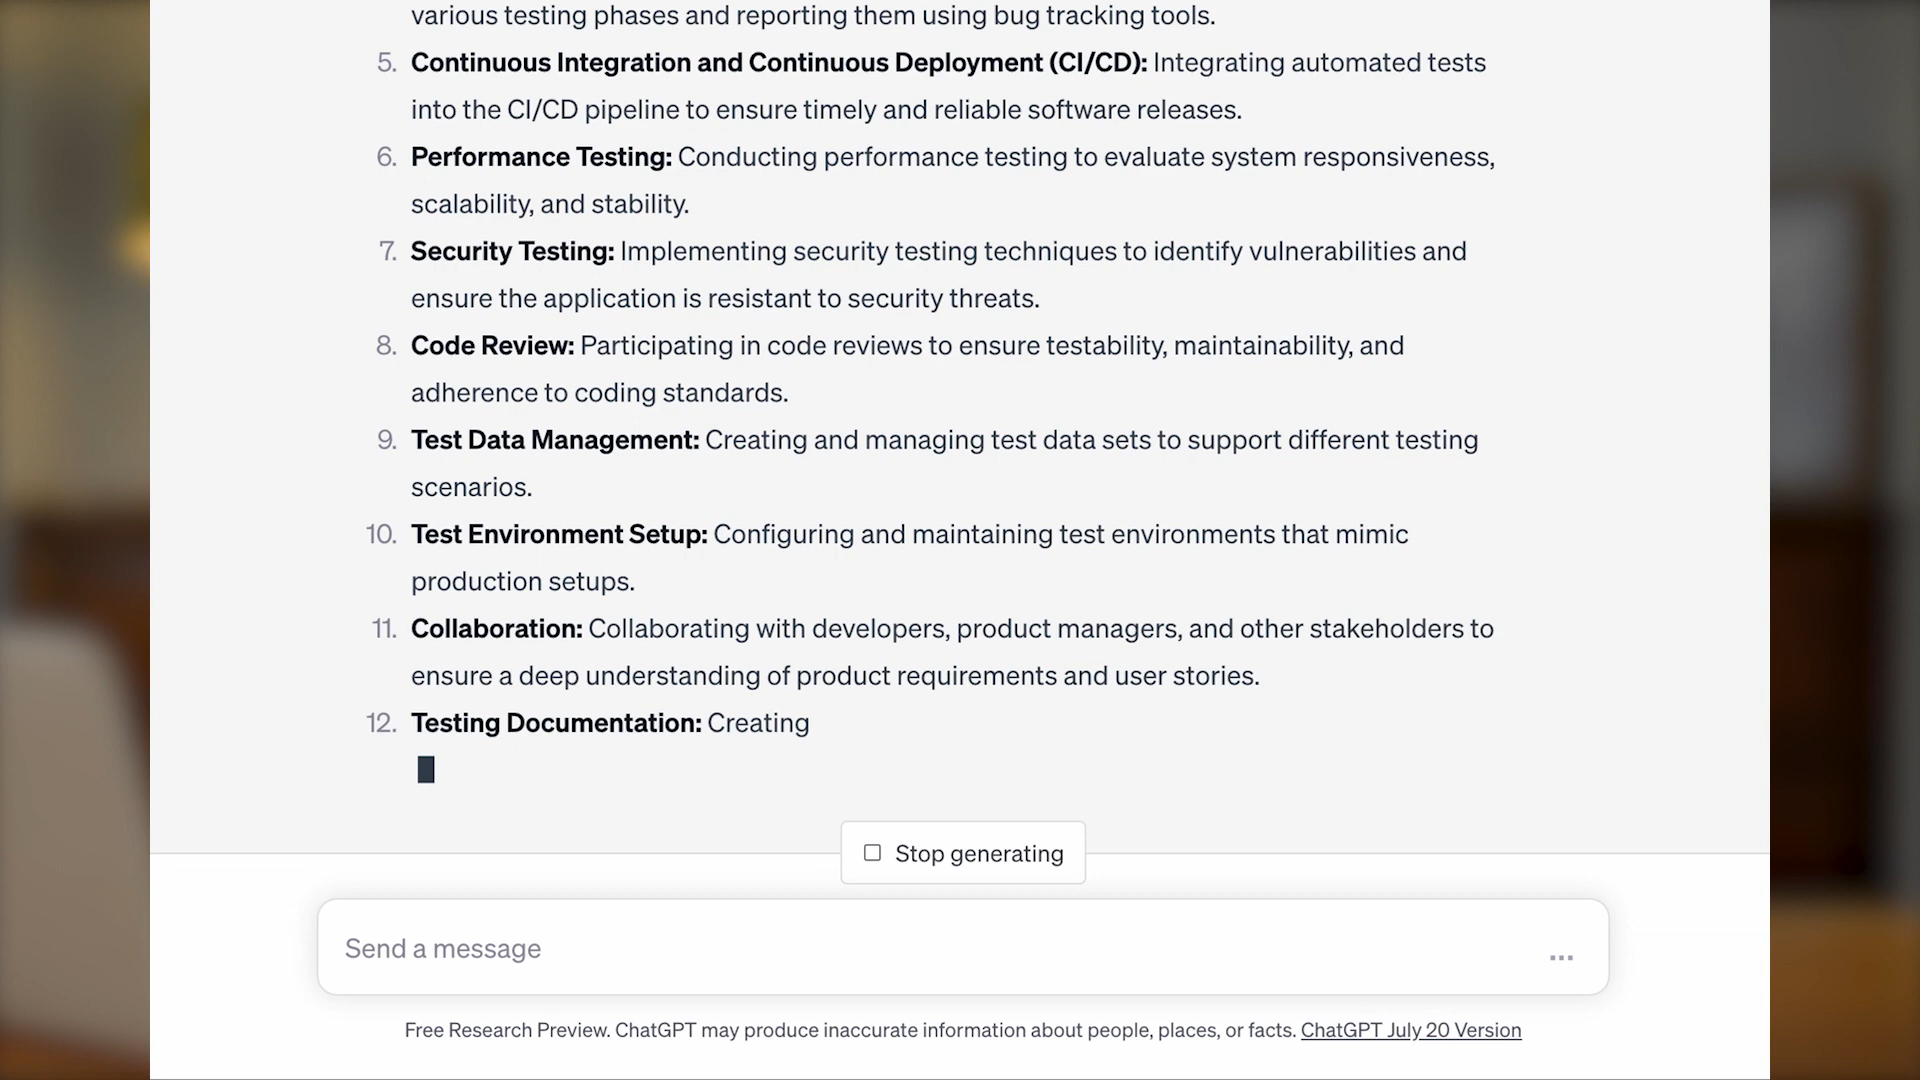 various testing phases and reporting them using bug tracking tools.
5. Continuous Integration and Continuous Deployment (CI/CD): Integrating automated tests
into the CI/CD pipeline to ensure timely and reliable software releases.
6. Performance Testing: Conducting performance testing to evaluate system responsiveness,
scalability, and stability.
7. Security Testing: Implementing security testing techniques to identify vulnerabilities and
ensure the application is resistant to security threats.
8. Code Review: Participating in code reviews to ensure testability, maintainability, and
adherence to coding standards.
9. Test Data Management: Creating and managing test data sets to support different testing
scenarios.
10. Test Environment Setup: Configuring and maintaining test environments that mimic
production setups.
11. Collaboration: Collaborating with developers, product managers, and other stakeholders to
ensure a deep understanding of product requirements and user stories.
12. Testing Documentation: Creating
Stop generating
Send a message
Free Research Preview. ChatGPT may produce inaccurate information about people, places, or facts. ChatGPT July 20 Version